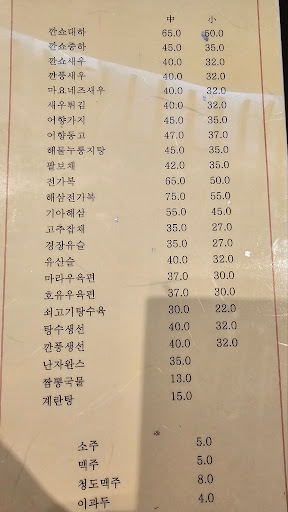 中 小
깐쇼대하 65.0 50.0
깐쇼중하 45.0 35.0
깐쇼새우 40.0 32.0
깐풍새우 40.0 32.0
마요네즈새우 40.0 32.0
새우튀김 40.0 32.0
어향가지 45.0 35.0
어향동고 47.0 37.0
해물누룽지탕 45.0 35.0
팔보채 42.0 35.0
전가복 65.0 50.0
해삼전가복 75.0 55.0
기아해삼 55.0 45.0
고추잡채 35.0 27.0
경장유슬 35.0 27.0
유산슬 40.0 32.0
마라우육편 37.0 30.0
호유우육편 37.0 30.0
쇠고기탕수육 30.0 22.0
탕수생선 40.0 32.0
깐풍생선 40.0 32.0
난자완스 35.0
짬뽕국물 13.0
계란탕 15.0
소주 5.0
맥주 5.0
청도맥주 8.0
이과두 4.0